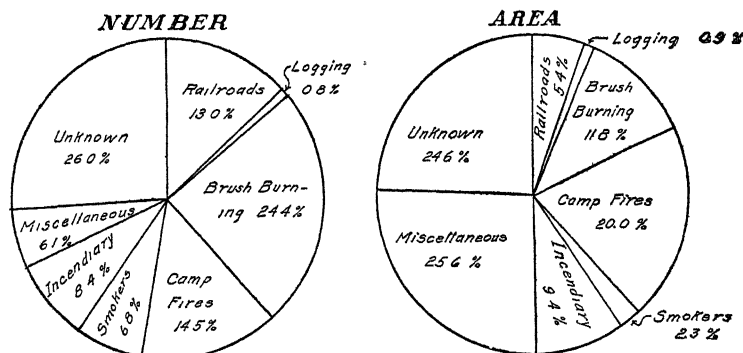 NUMBER
Railroads
13.0%
Logging
0.8%
Brush Burn-
ing 24.4%
Camp
Fires
14.5%
Smokers
6.8%
Incendiary
8.4%
Miscellaneous
6.1%
Unknown
26.0%
AREA
Railroads
5.4%
Logging 0.9%
Brush
Burning
11.8%
Camp Fires
20.0%
Smokers
2.3%
Incendiary
9.4%
Miscellaneous
25.6%
Unknown
24.6%